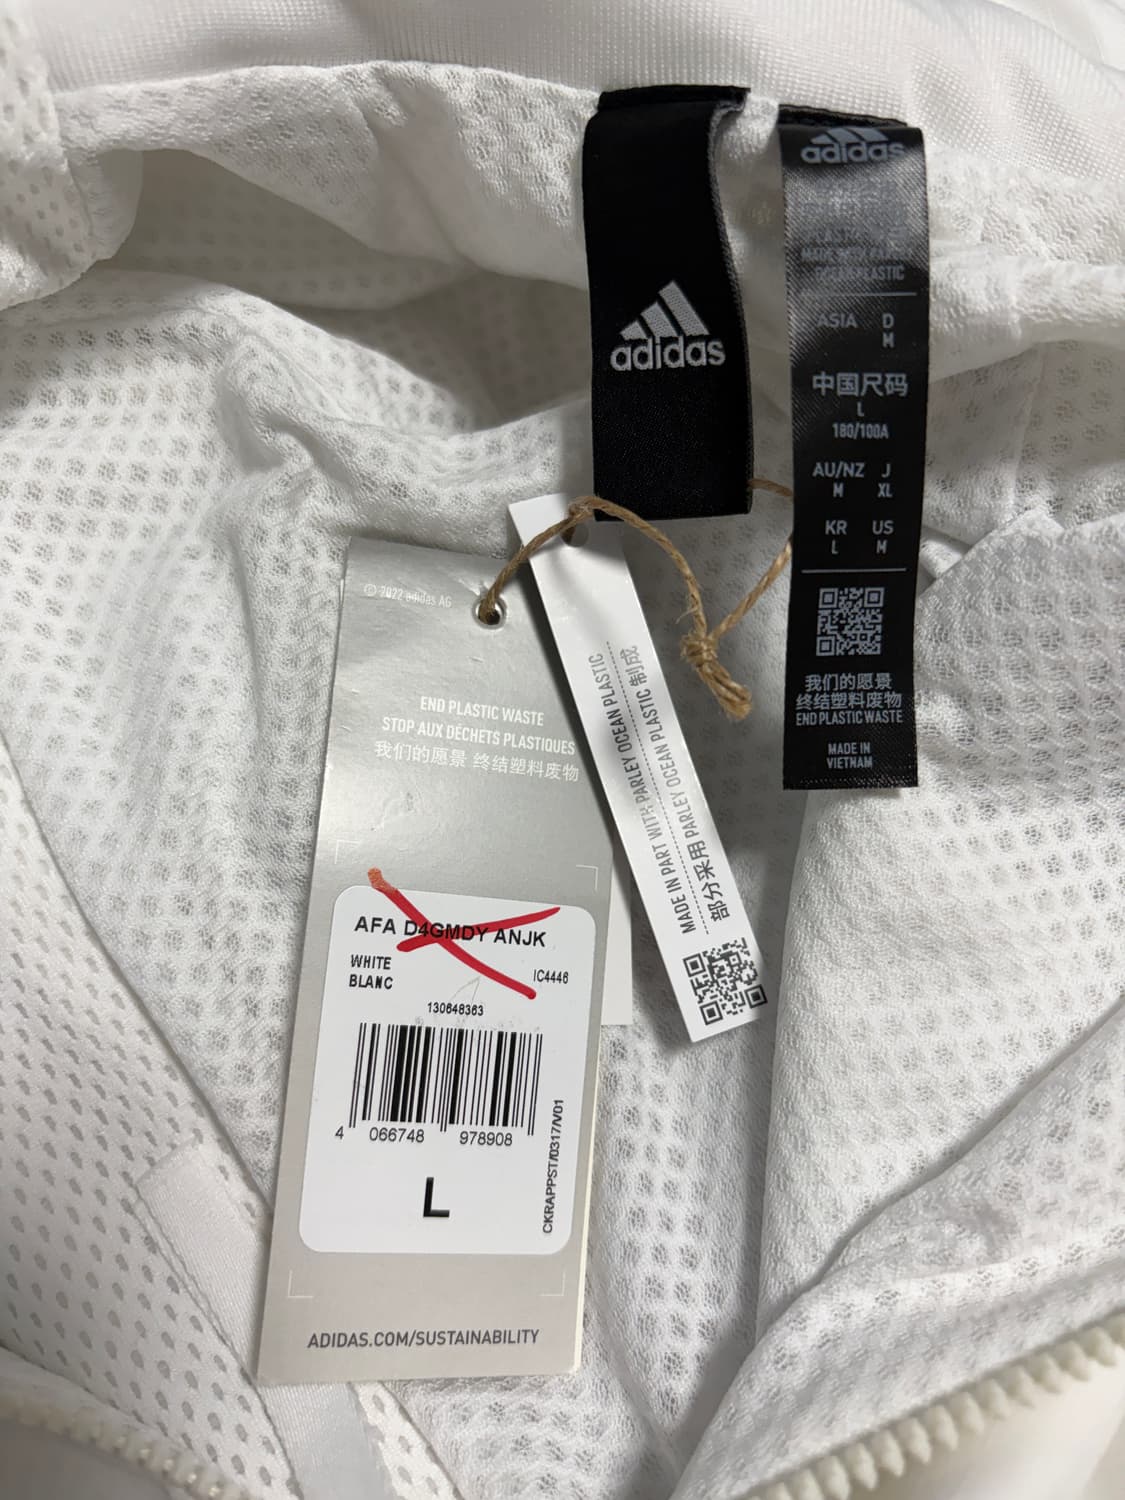 adidas
adidas
MADE WITH PARLEY
OCEAN PLASTIC
ASIA D
M
中国尺码
L
180/100A
AU/NZ J
M XL
KR US
L M
我们的愿景
终结塑料废物
END PLASTIC WASTE
MADE IN
VIETNAM
© 2022 adidas AG
END PLASTIC WASTE
STOP AUX DÉCHETS PLASTIQUES
我们的愿景 终结塑料废物
MADE IN PART WITH PARLEY OCEAN PLASTIC
部分采用 PARLEY OCEAN PLASTIC 制成
AFA D4GMDY ANJK
WHITE
BLANC
IC4446
130648363
4 066748 978908
L
CKRAPPST/0317/V01
ADIDAS.COM/SUSTAINABILITY